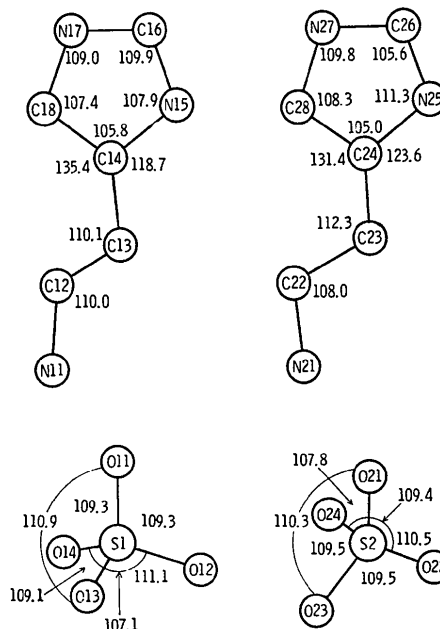 N17 C16 N27 C26
109.0 109.9 109.8 105.6
C18 107.4 107.9 N15 C28 108.3 111.3 N25
105.8 105.0
C14 C24
135.4 118.7 131.4 123.6
110.1 C13 112.3 C23
C12 C22
110.0 108.0
N11 N21
O11 O21
107.8
109.3 109.3 O24 109.4
110.9 110.3
O14 S1 109.5 S2 110.5
111.1 O12 109.5
109.1 O13 O23
107.1